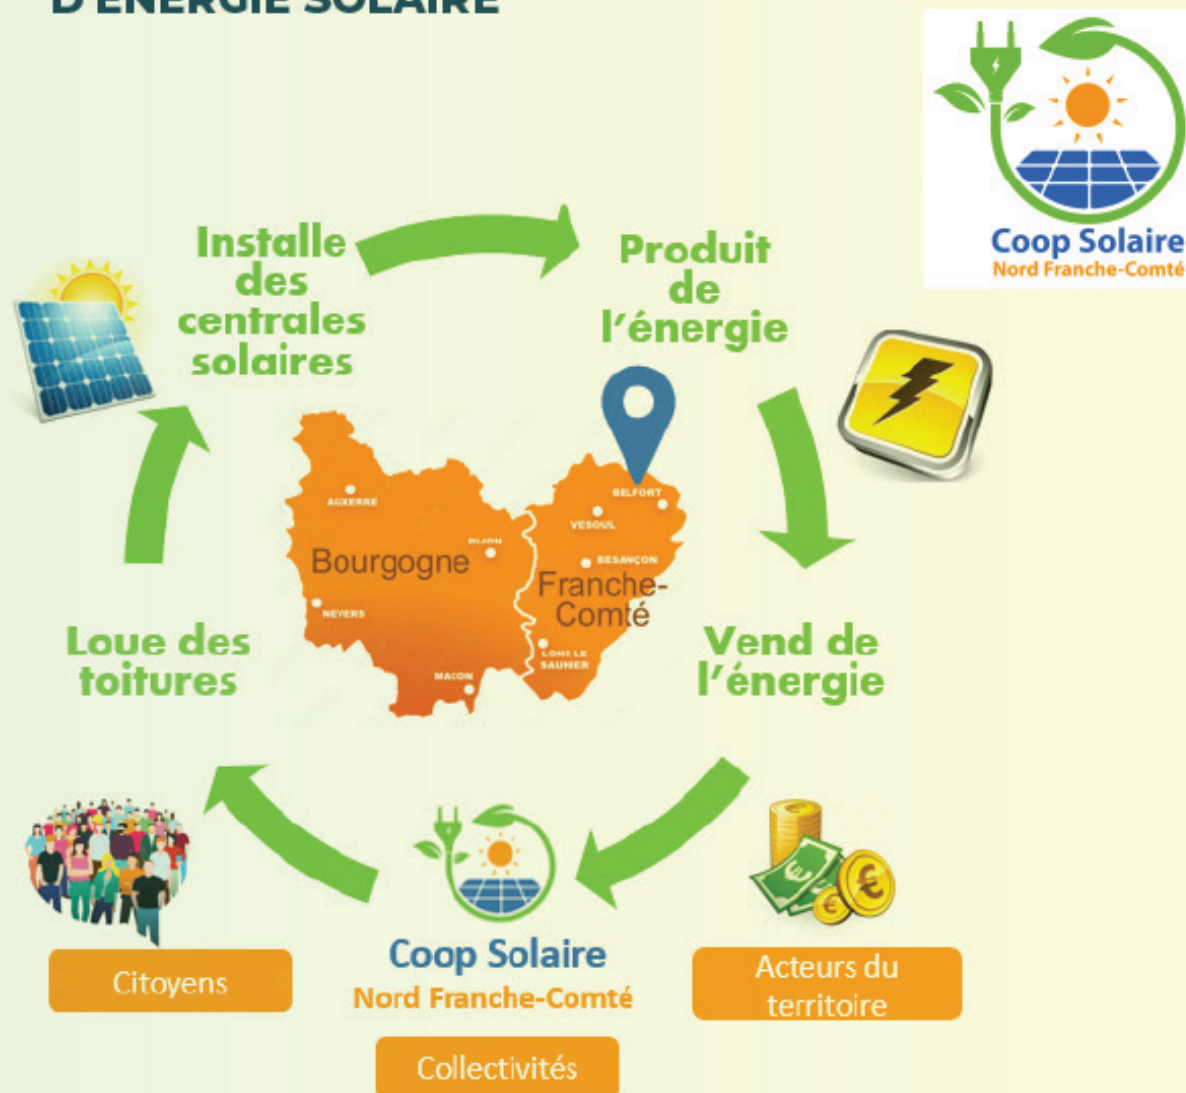 D'ÉNERGIE SOLAIRE
Coop Solaire
Nord Franche-Comté
Installe
des
centrales
solaires
Produit
de
l'énergie
AUXERRE
BELFORT
VESOUL
DIJON
BESANÇON
Bourgogne
Franche-
Comté
NEVERS
LONS LE
SAUNIER
MACON
Loue des
toitures
Vend de
l'énergie
Citoyens
Coop Solaire
Nord Franche-Comté
Acteurs du
territoire
Collectivités